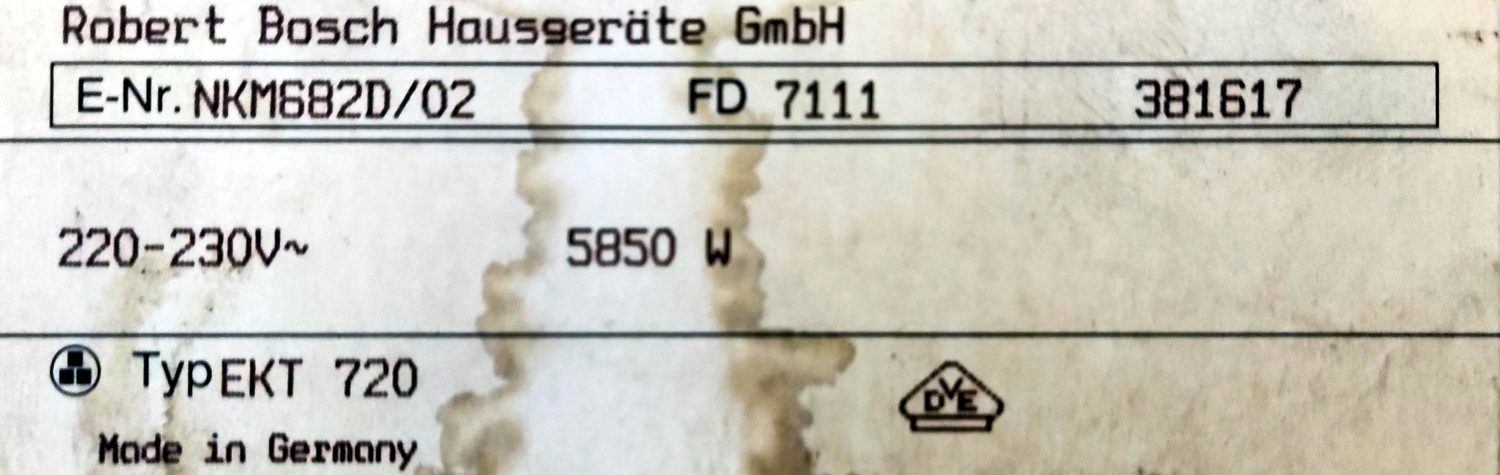 Robert Bosch Hausgeräte GmbH
E-Nr. NKM682D/02 FD 7111 381617
220-230V~ 5850 W
Typ EKT 720
DVE
Made in Germany